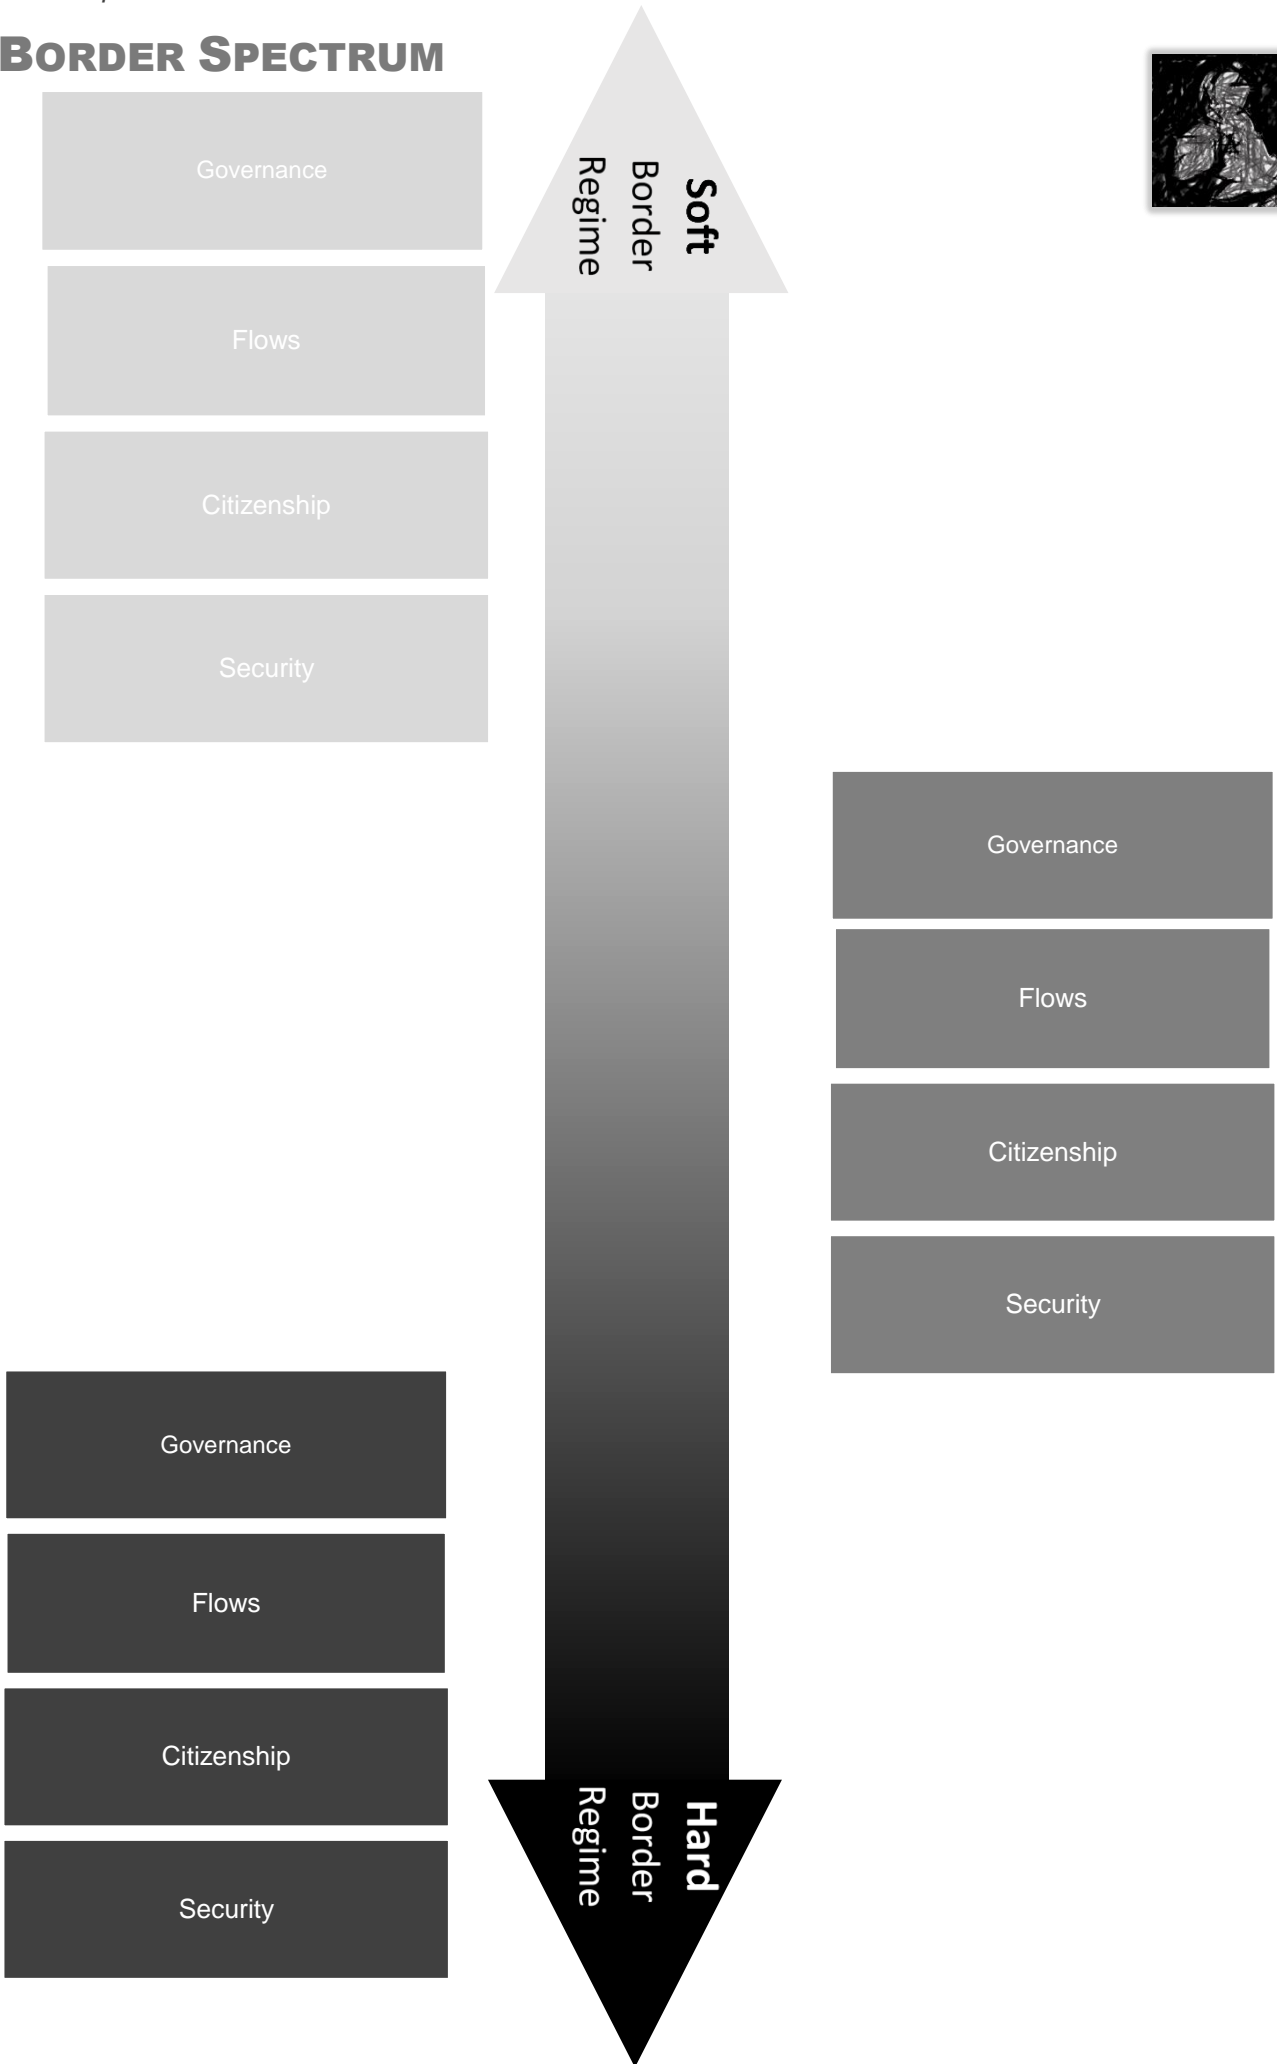 BORDER SPECTRUM
Governance
Flows
Citizenship
Security
Soft
Border
Regime
Governance
Flows
Citizenship
Security
Governance
Flows
Citizenship
Security
Hard
Border
Regime